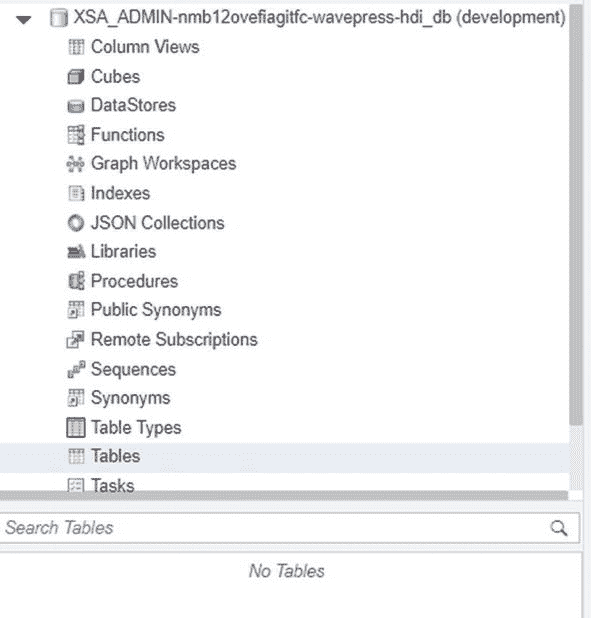 XSA_ADMIN-nmb12ovefiagitfc-wavepress-hdi_db (development)
Column Views
Cubes
DataStores
Functions
Graph Workspaces
Indexes
JSON Collections
Libraries
Procedures
Public Synonyms
Remote Subscriptions
Sequences
Synonyms
Table Types
Tables
Tasks
Search Tables
No Tables